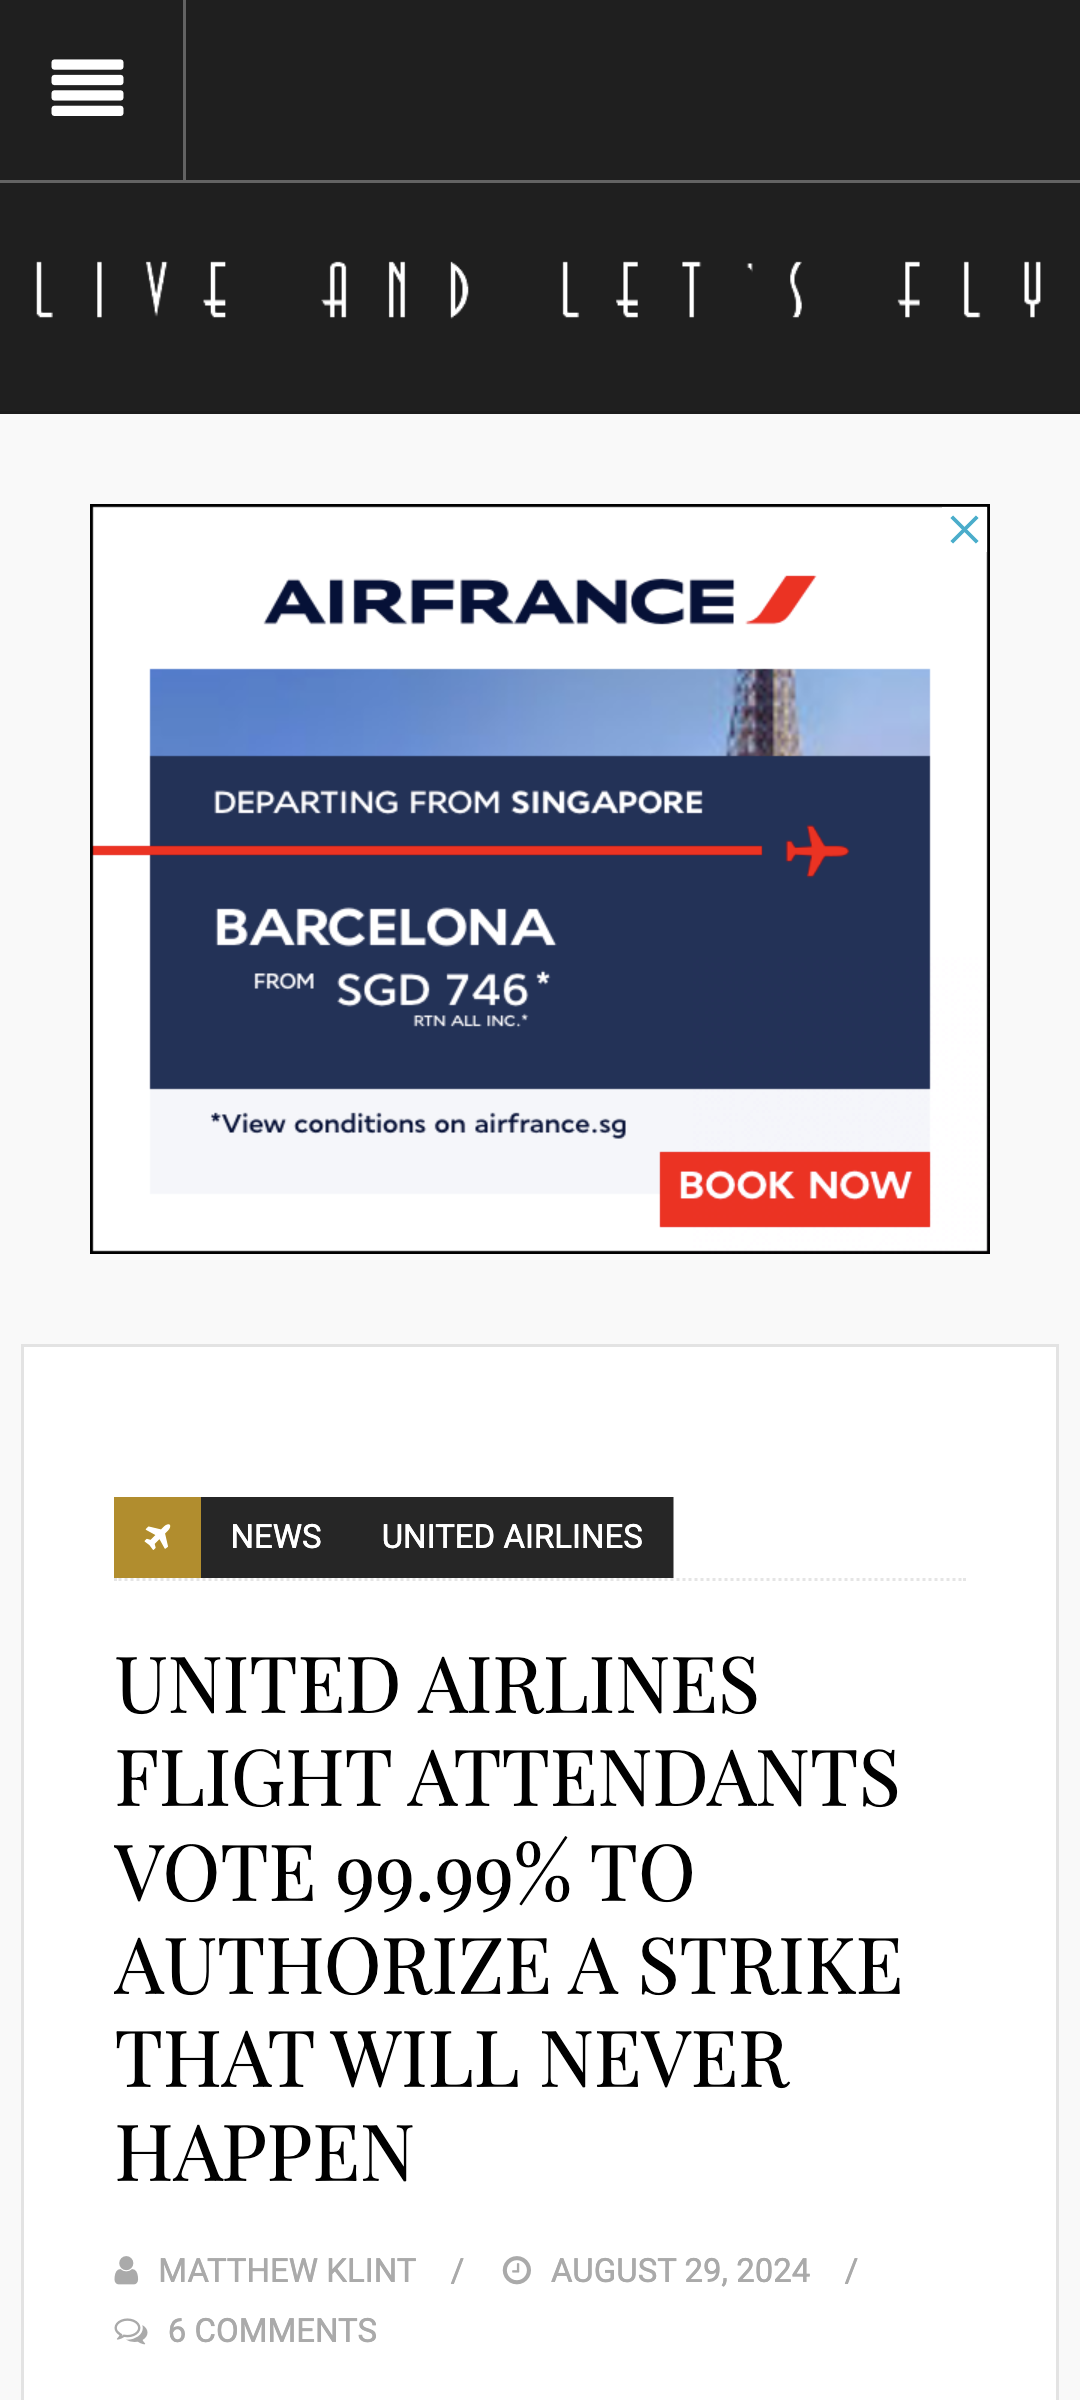 LIVE AND LET'S FLY
AIRFRANCE
DEPARTING FROM SINGAPORE
BARCELONA
FROM SGD 746*
RTN ALL INC.*
*View conditions on airfrance.sg
BOOK NOW
NEWS UNITED AIRLINES
UNITED AIRLINES
FLIGHT ATTENDANTS
VOTE 99.99% TO
AUTHORIZE A STRIKE
THAT WILL NEVER
HAPPEN
MATTHEW KLINT / AUGUST 29, 2024 /
6 COMMENTS